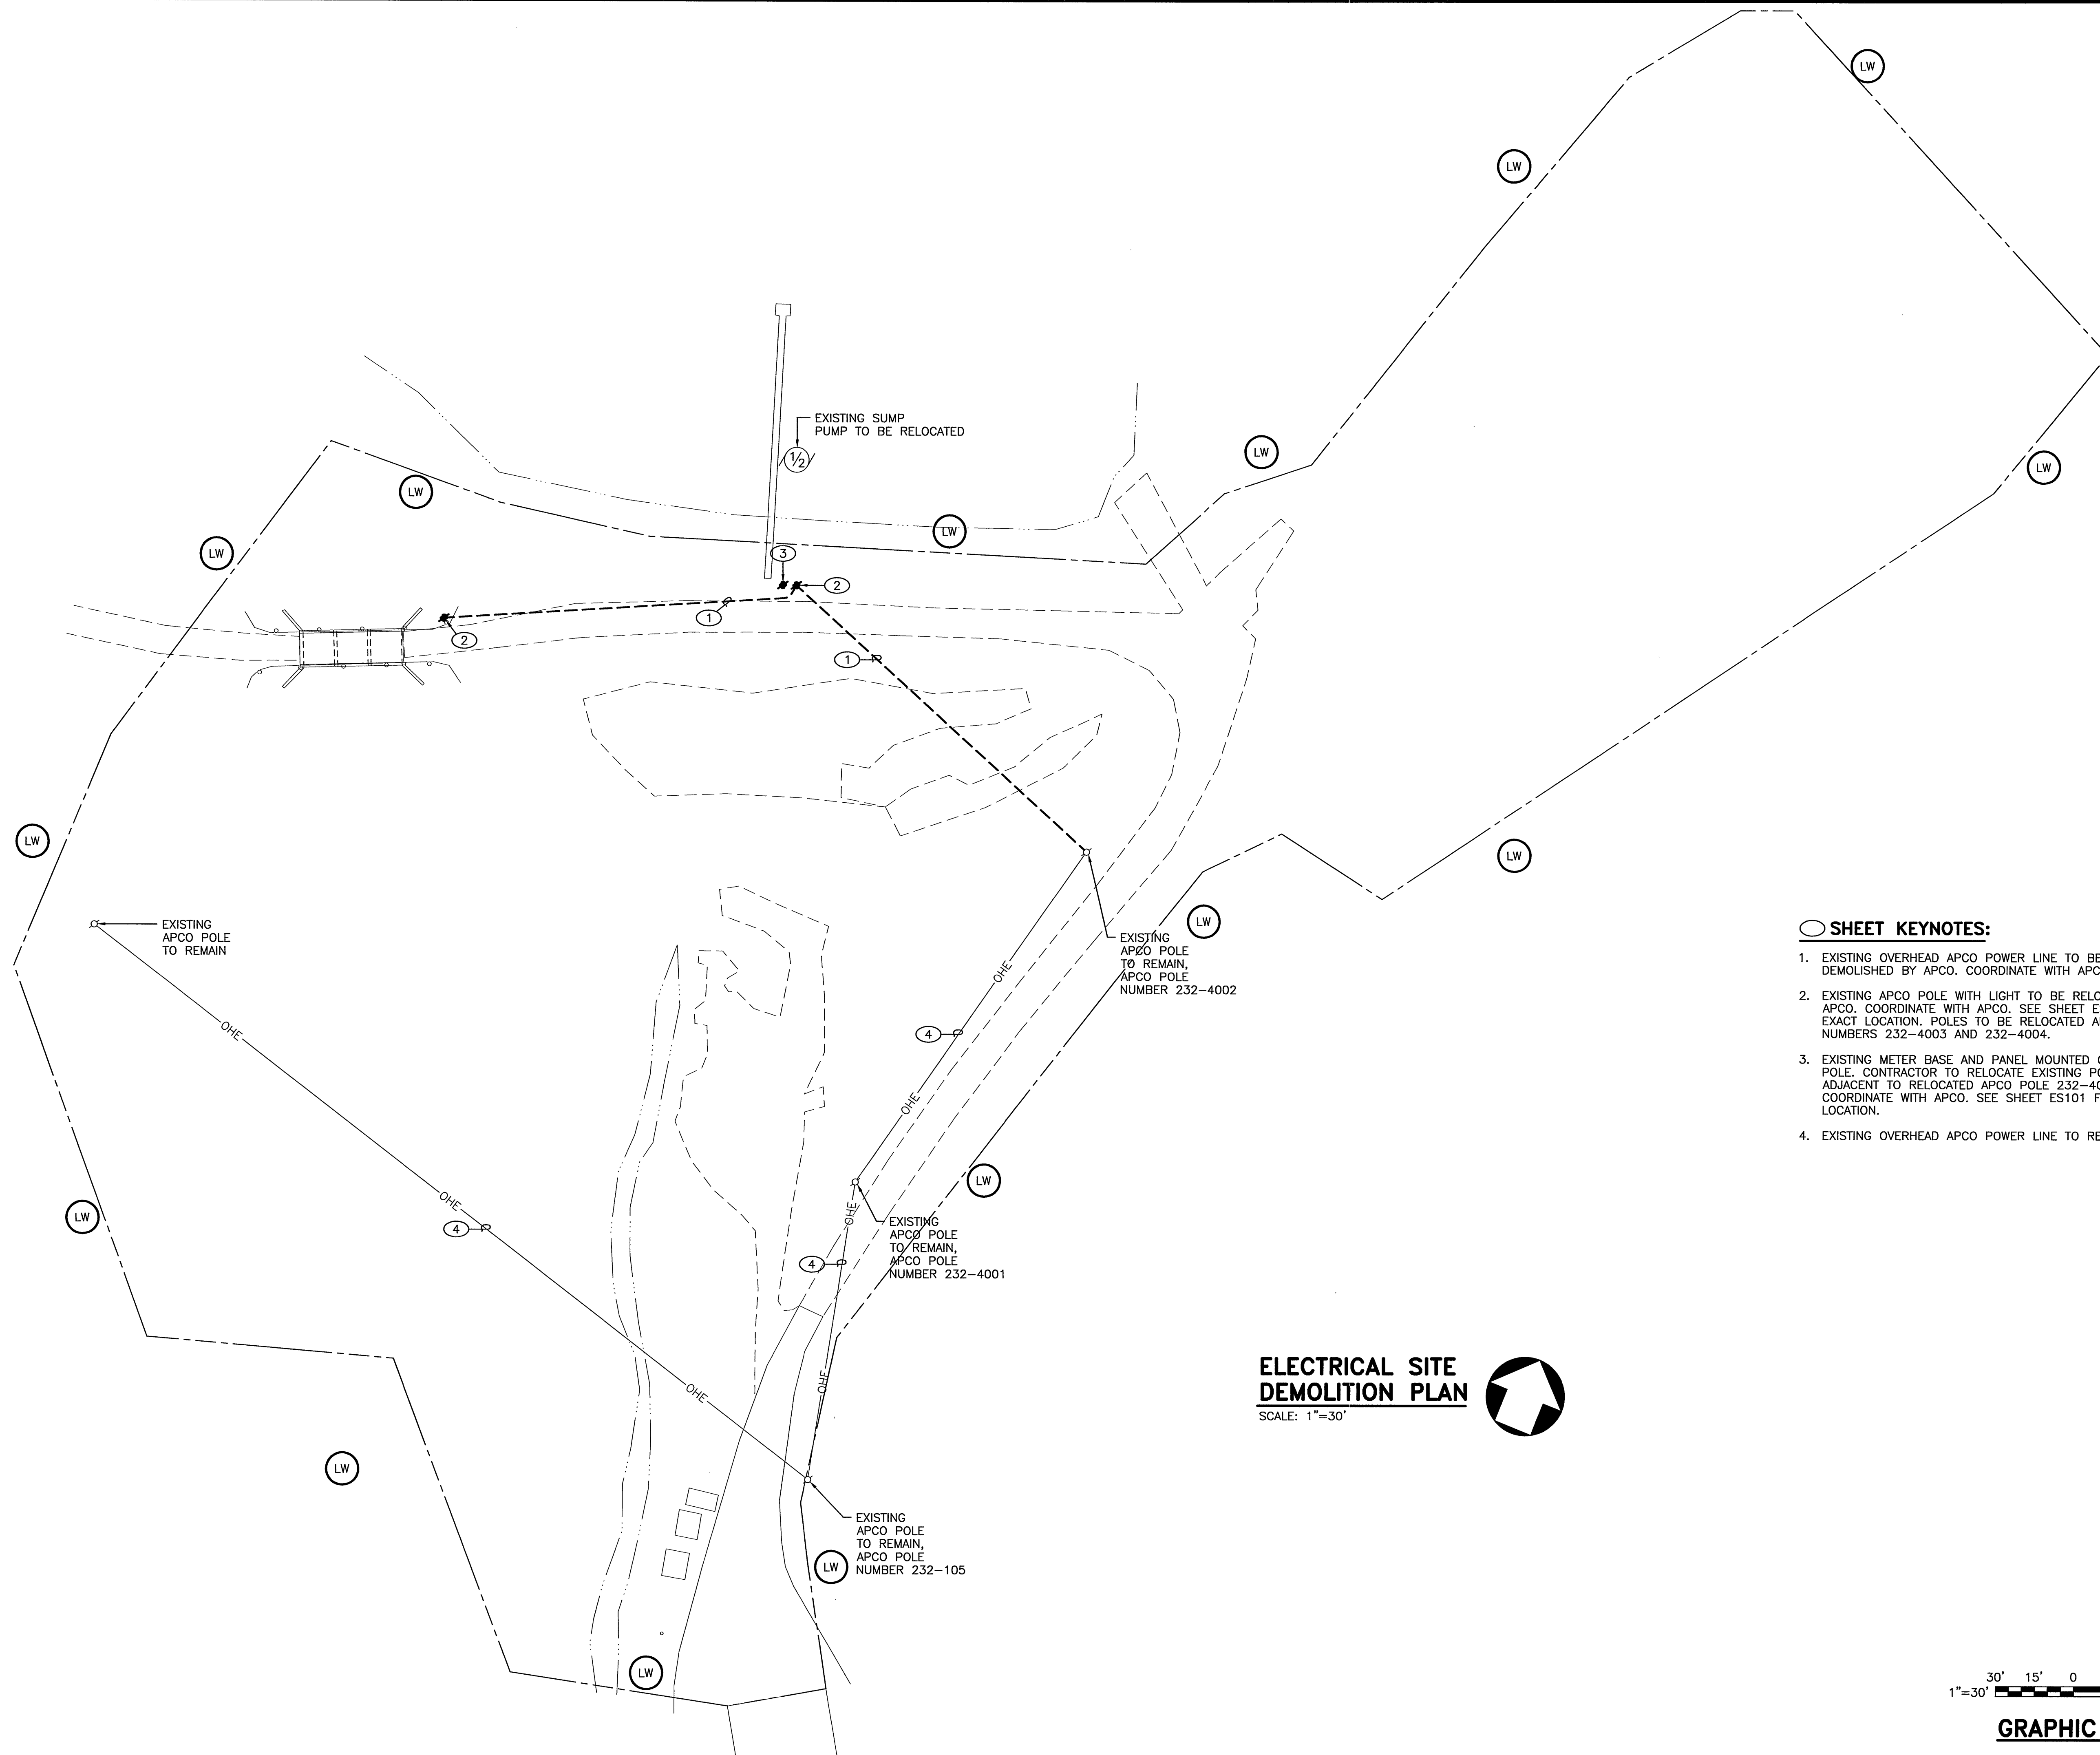 LW
LW
EXISTING SUMP
PUMP TO BE RELOCATED
1/2
LW
LW
LW
LW
LW
LW
3
2
1
2
1
LW
LW
EXISTING
APCO POLE
TO REMAIN
LW
EXISTING
APCO POLE
TO REMAIN,
APCO POLE
NUMBER 232-4002
OHE
OHE
4
OHE
LW
OHE
4
LW
OHE
EXISTING
APCO POLE
TO REMAIN,
APCO POLE
NUMBER 232-4001
4
OHE
OHE
LW
EXISTING
APCO POLE
TO REMAIN,
APCO POLE
NUMBER 232-105
LW
LW
SHEET KEYNOTES:
1. EXISTING OVERHEAD APCO POWER LINE TO BE
DEMOLISHED BY APCO. COORDINATE WITH
2. EXISTING APCO POLE WITH LIGHT TO BE
APCO. COORDINATE WITH APCO. SEE SHEET
EXACT LOCATION. POLES TO BE RELOCATED
NUMBERS 232-4003 AND 232-4004.
3. EXISTING METER BASE AND PANEL MOUNTED
POLE. CONTRACTOR TO RELOCATE EXISTING
ADJACENT TO RELOCATED APCO POLE
COORDINATE WITH APCO. SEE SHEET ES101
LOCATION.
4. EXISTING OVERHEAD APCO POWER LINE TO
ELECTRICAL SITE
DEMOLITION PLAN
SCALE: 1"=30'
30' 15' 0
1"=30'
GRAPHIC